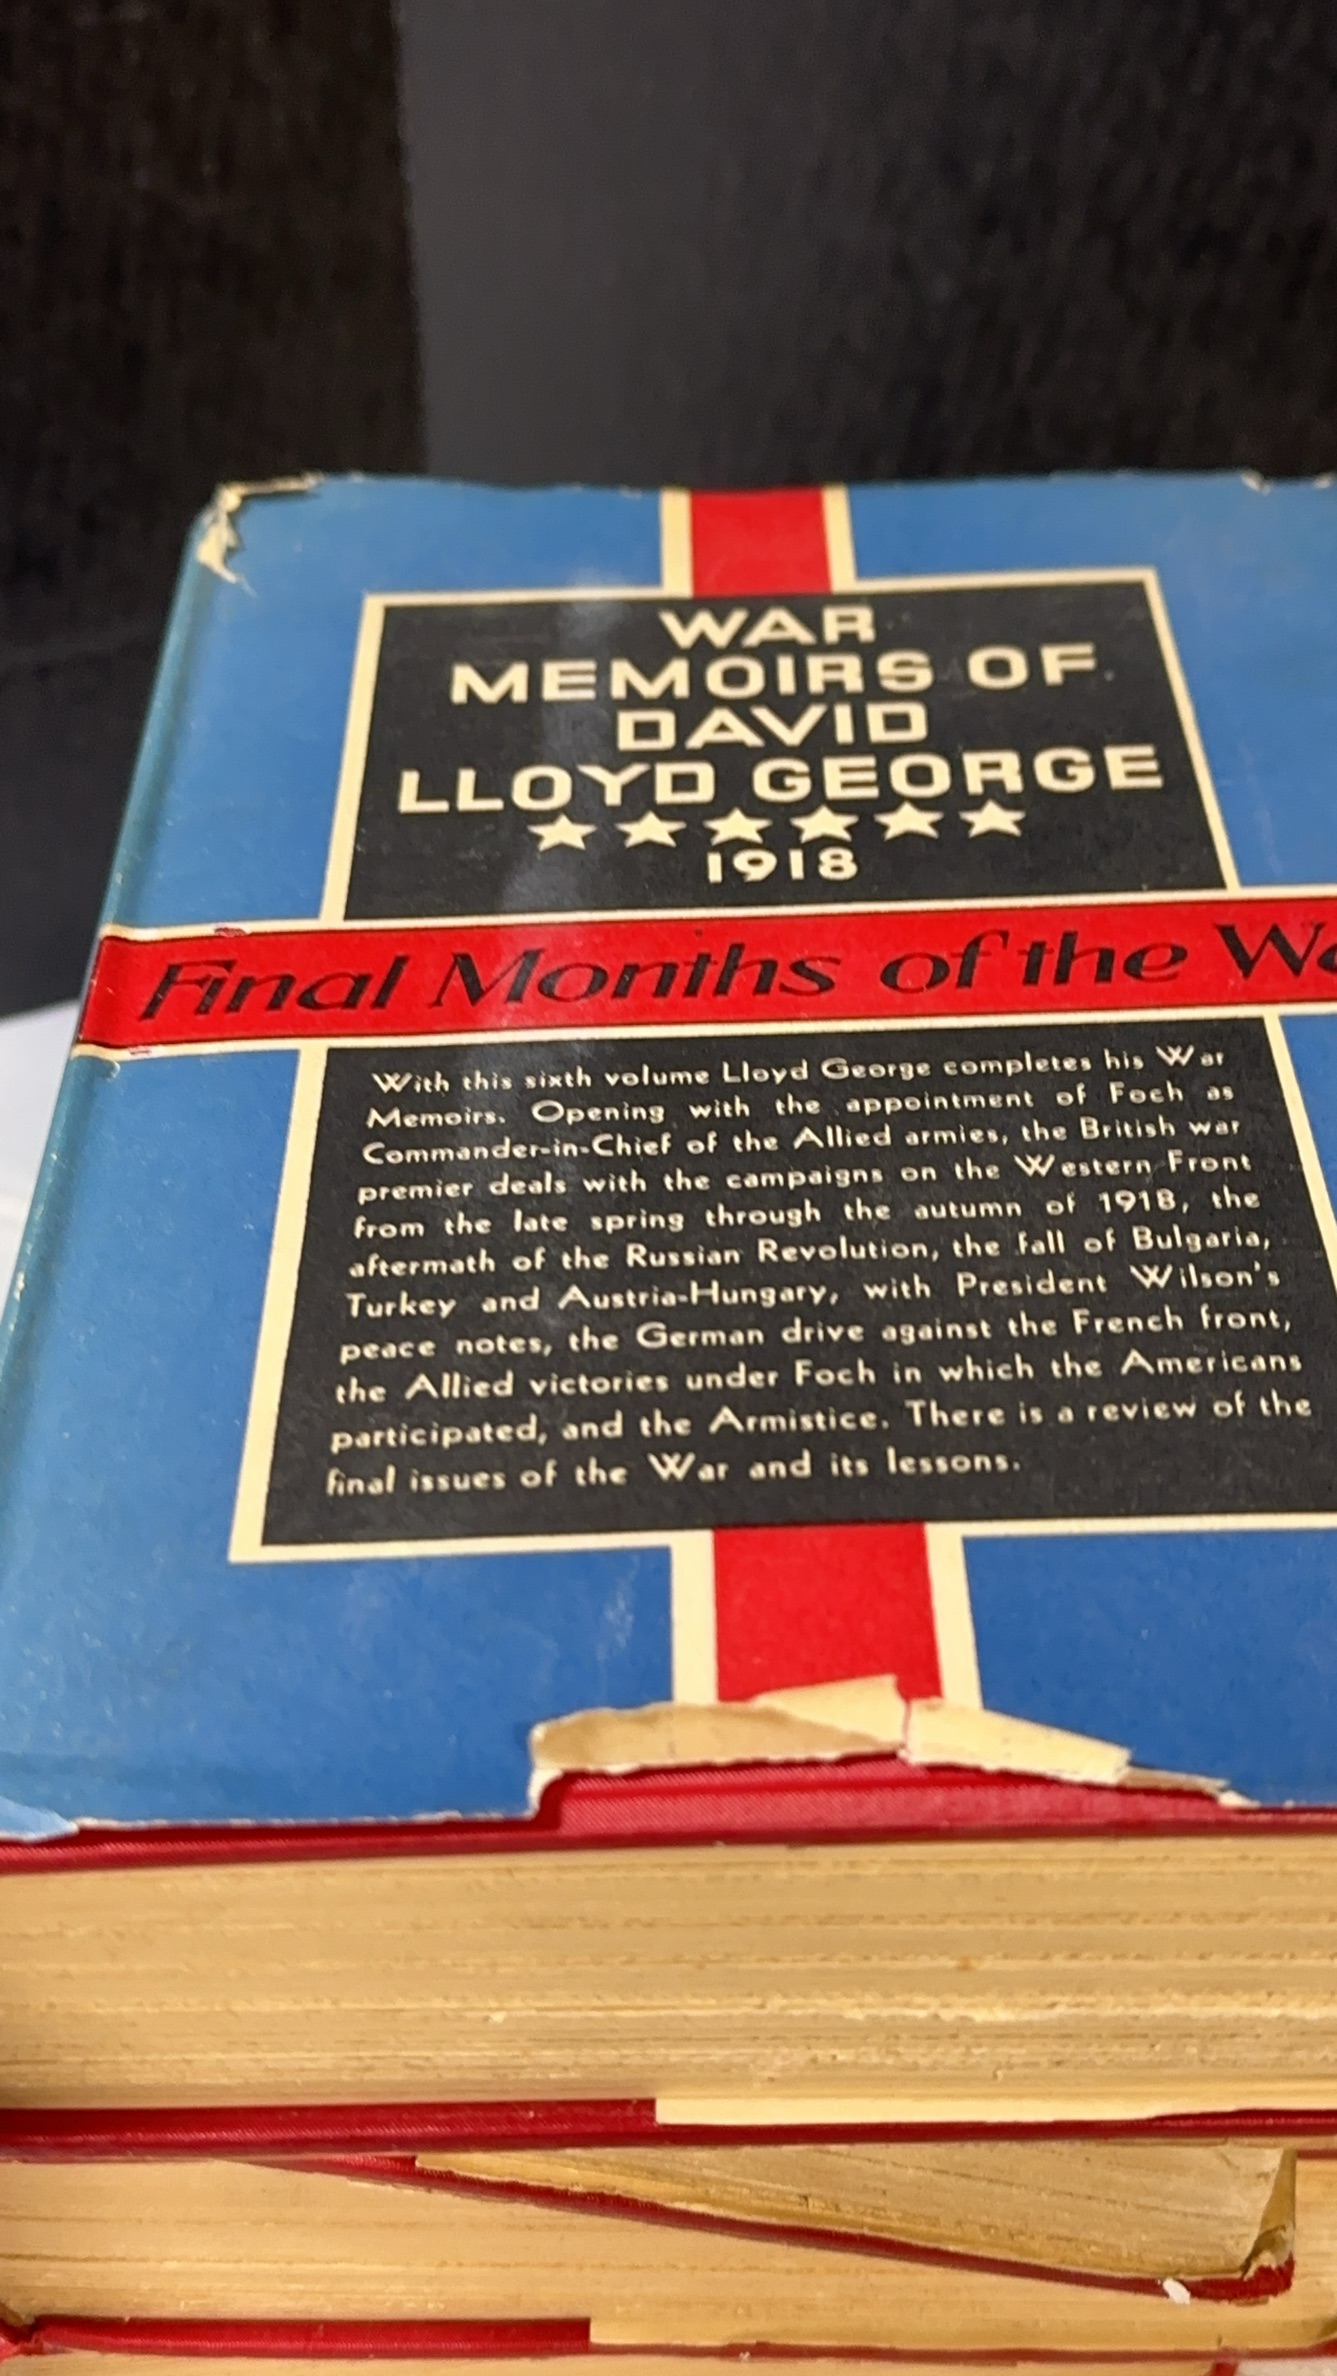 WAR
MEMOIRS OF
DAVID
LLOYD GEORGE
1918
Final Months of the
With this sixth volume Lloyd George completes his War
Memoirs. Opening with the appointment of Foch as
Commander-in-Chief of the Allied armies, the British war
premier deals with the campaigns on the Western Front
from the late spring through the autumn of 1918, the
aftermath of the Russian Revolution, the fall of Bulgaria,
Turkey and Austria-Hungary, with President Wilson's
peace notes, the German drive against the French front,
the Allied victories under Foch in which the Americans
participated, and the Armistice. There is a review of the
final issues of the War and its lessons.